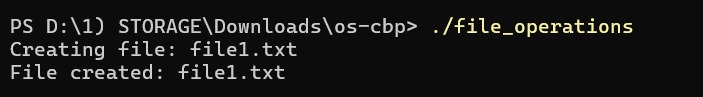 PS D:\1) STORAGE\Downloads\os-cbp> ./file_operations
Creating file: file1.txt
File created: file1.txt